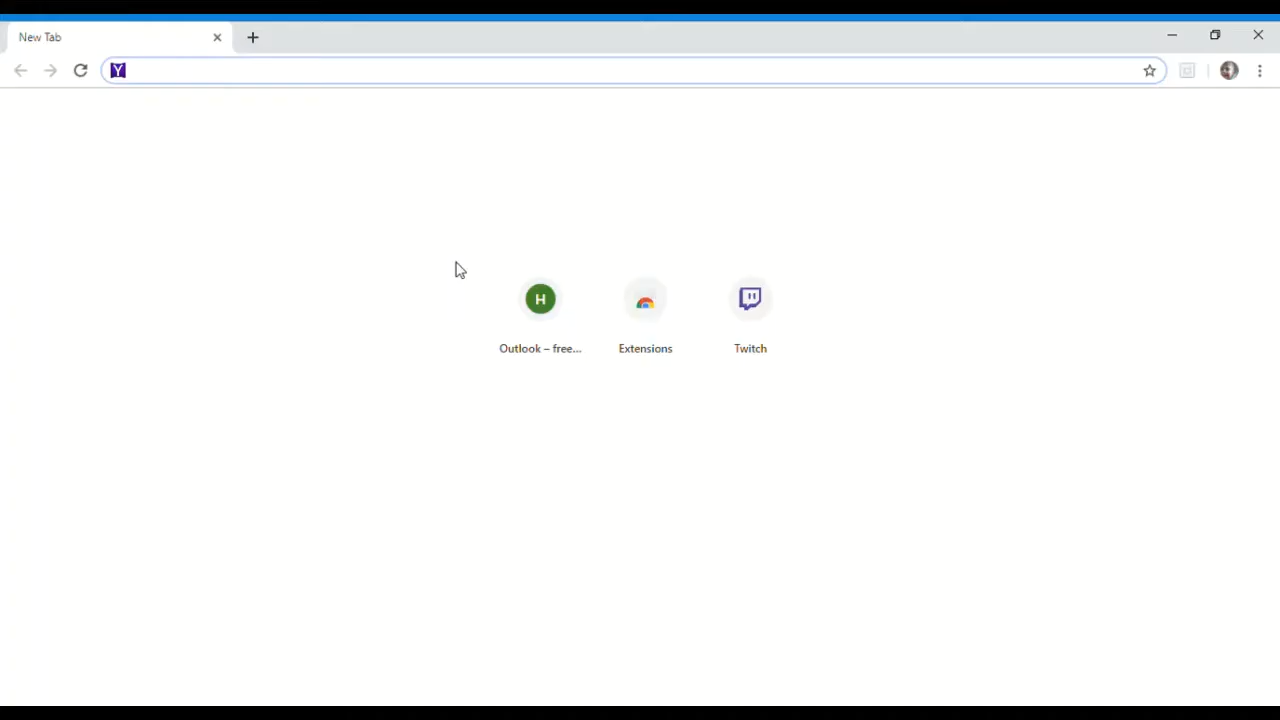 New Tab
Y
H
Outlook – free...
Extensions
Twitch